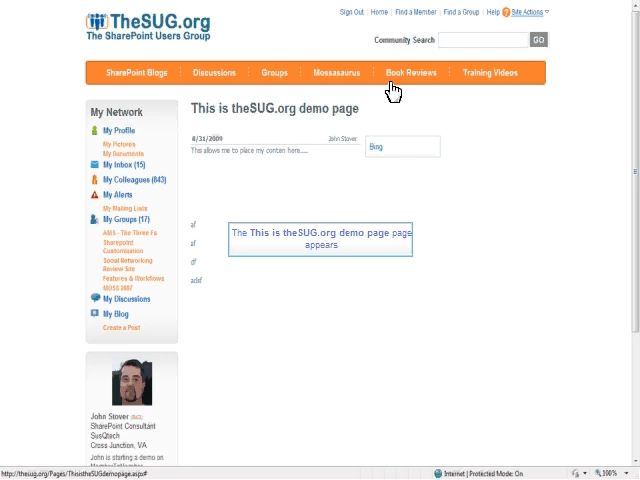 TheSUG.org
The SharePoint Users Group
Sign Out | Home | Find a Member | Find a Group | Help Site Actions
Community Search GO
SharePoint Blogs Discussions Groups Mossasaurus Book Reviews Training Videos
My Network
My Profile
My Pictures
My Documents
My Inbox (15)
My Colleagues (643)
My Alerts
My Mailing Lists
My Groups (17)
AMS - The Three Fs
Sharepoint
Customization
Social Networking
Review Site
Features & Workflows
MOSS 2007
My Discussions
My Blog
Create a Post
This is theSUG.org demo page
8/31/2009 John Stover
This allows me to place my conten here.....
Bing
af
af
df
adsf
The This is theSUG.org demo page page
appears
John Stover
SharePoint Consultant
SusQtech
Cross Junction, VA
John is starting a demo on
http://thesug.org/Pages/ThisistheSUGdemopage.aspx#
Internet | Protected Mode: On
100%